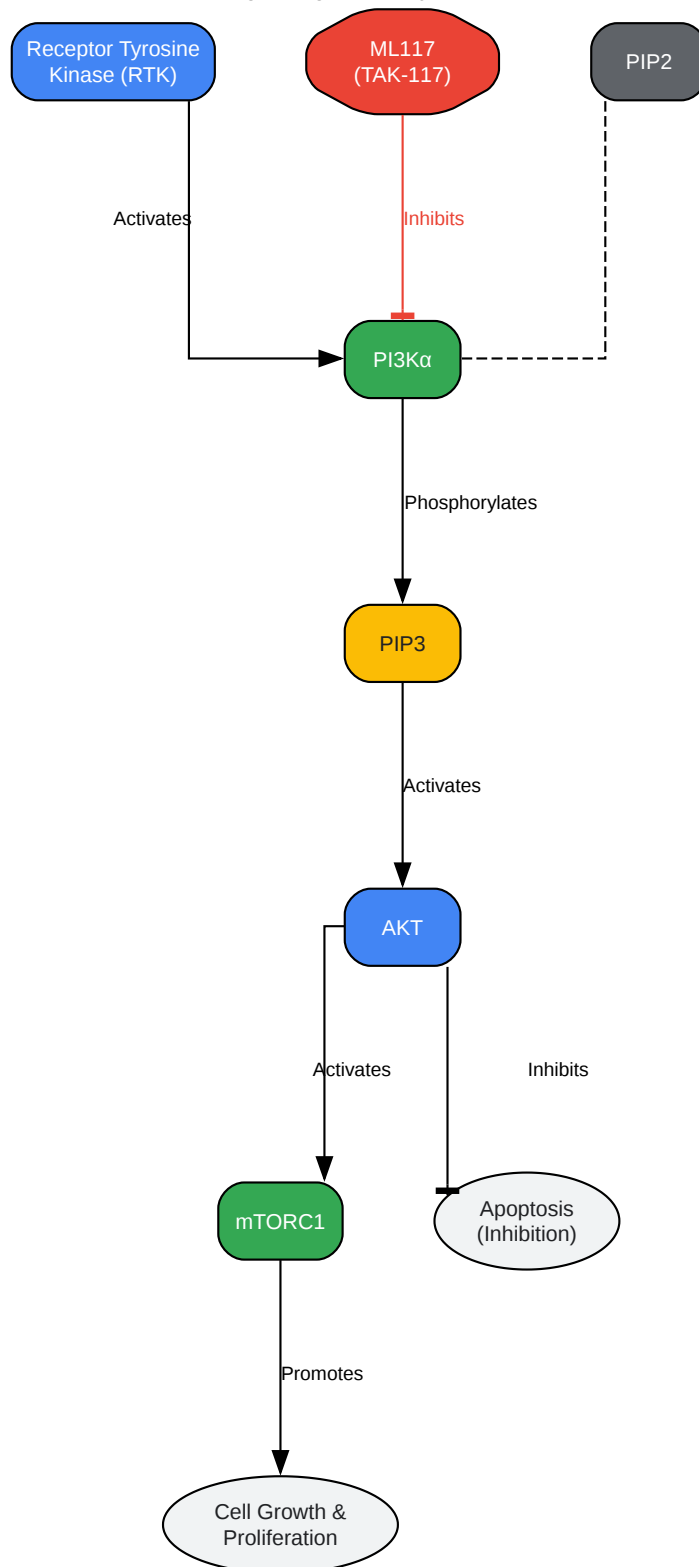 Receptor Tyrosine
Kinase (RTK)
ML117
(TAK-117)
PIP2
Activates
Inhibits
PI3Kα
Phosphorylates
PIP3
Activates
AKT
Activates
Inhibits
mTORC1
Apoptosis
(Inhibition)
Promotes
Cell Growth &
Proliferation